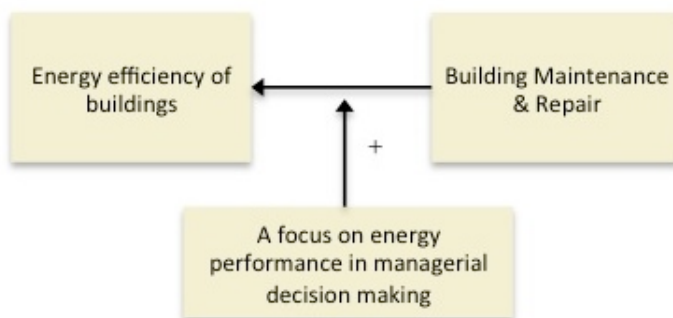 Energy efficiency of
buildings
Building Maintenance
& Repair
+
A focus on energy
performance in managerial
decision making